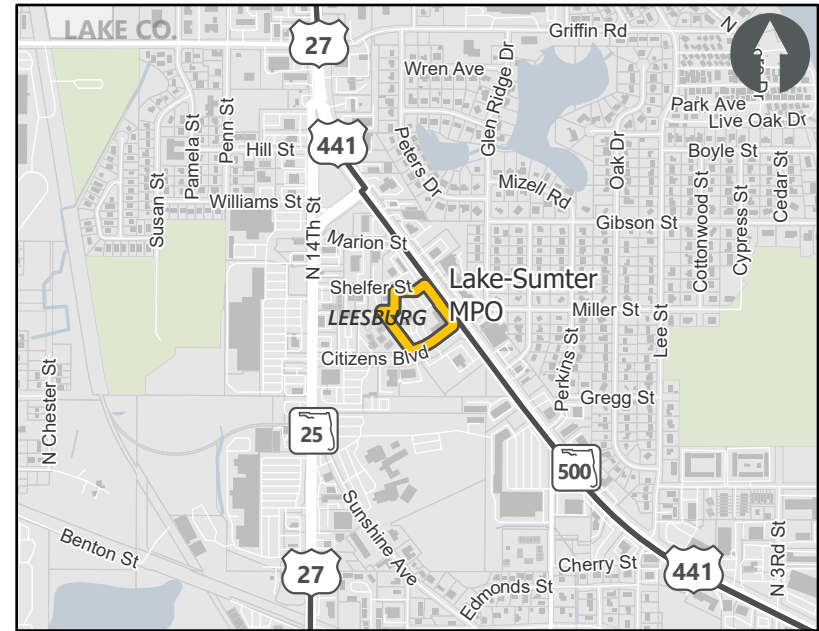 LAKE CO.
27
Griffin Rd
Wren Ave
Glen Ridge Dr
N
Dr
Park Ave
Live Oak Dr
441
Hill St
Penn St
Pamela St
Peters Dr
Oak Dr
Boyle St
Susan St
Williams St
Mizell Rd
Gibson St
Cottonwood St
Cypress St
Cedar St
N 14Th St
Marion St
Shelfer St
Lake-Sumter
MPO
LEESBURG
Miller St
Lee St
Citizens Blvd
Perkins St
Gregg St
N Chester St
25
500
Sunshine Ave
Benton St
27
Edmonds St
Cherry St
441
N 3Rd St